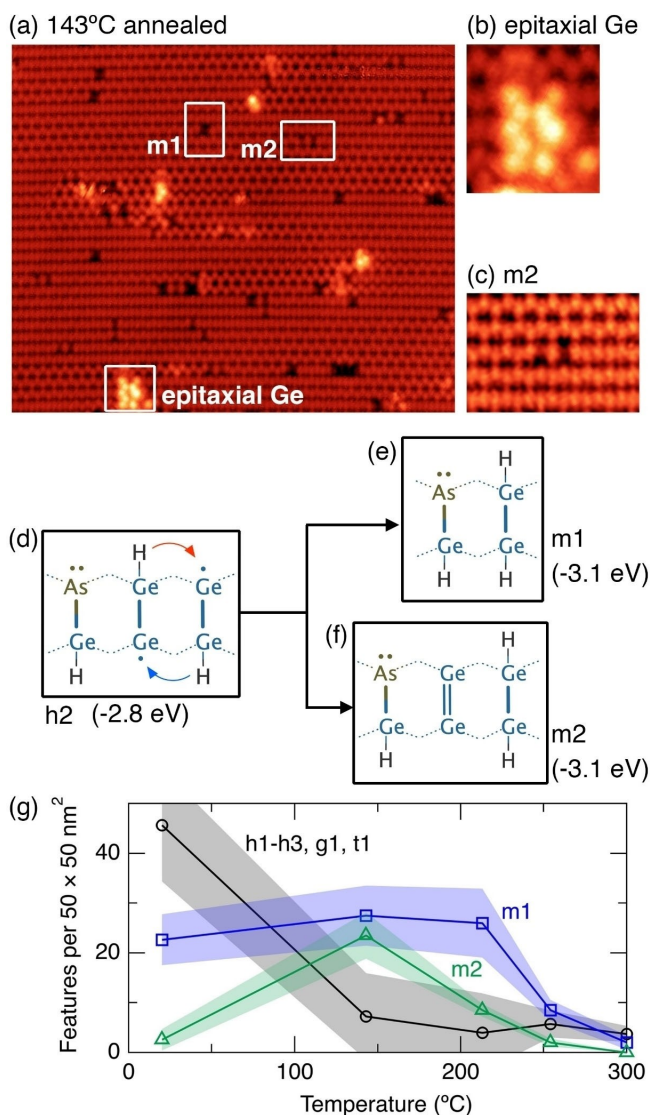 (a) 143ºC annealed
(b) epitaxial Ge
m1
m2
(c) m2
epitaxial Ge
(d)
H
As
Ge
Ge
Ge
Ge
Ge
H
H
h2 (-2.8 eV)
(e)
H
As
Ge
Ge
Ge
H
H
m1
(-3.1 eV)
(f)
H
As
Ge
Ge
Ge
Ge
Ge
H
H
m2
(-3.1 eV)
(g)
Features per 50 × 50 nm²
40
20
0
h1-h3, g1, t1
m1
m2
0
100
200
300
Temperature (ºC)